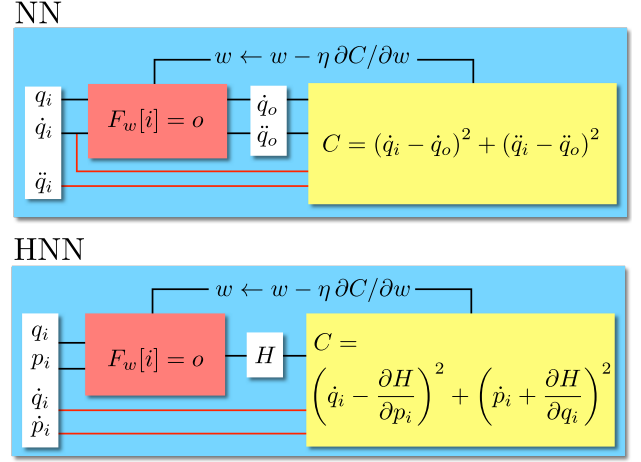 NN
w ← w − η ∂C/∂w
q_i
q̇_i
q̈_i
F_w[i] = o
q̇_o
q̈_o
C = (q̇_i − q̇_o)² + (q̈_i − q̈_o)²
HNN
w ← w − η ∂C/∂w
q_i
p_i
q̇_i
ṗ_i
F_w[i] = o
H
C =
(q̇_i − ∂H/∂p_i)² + (ṗ_i + ∂H/∂q_i)²